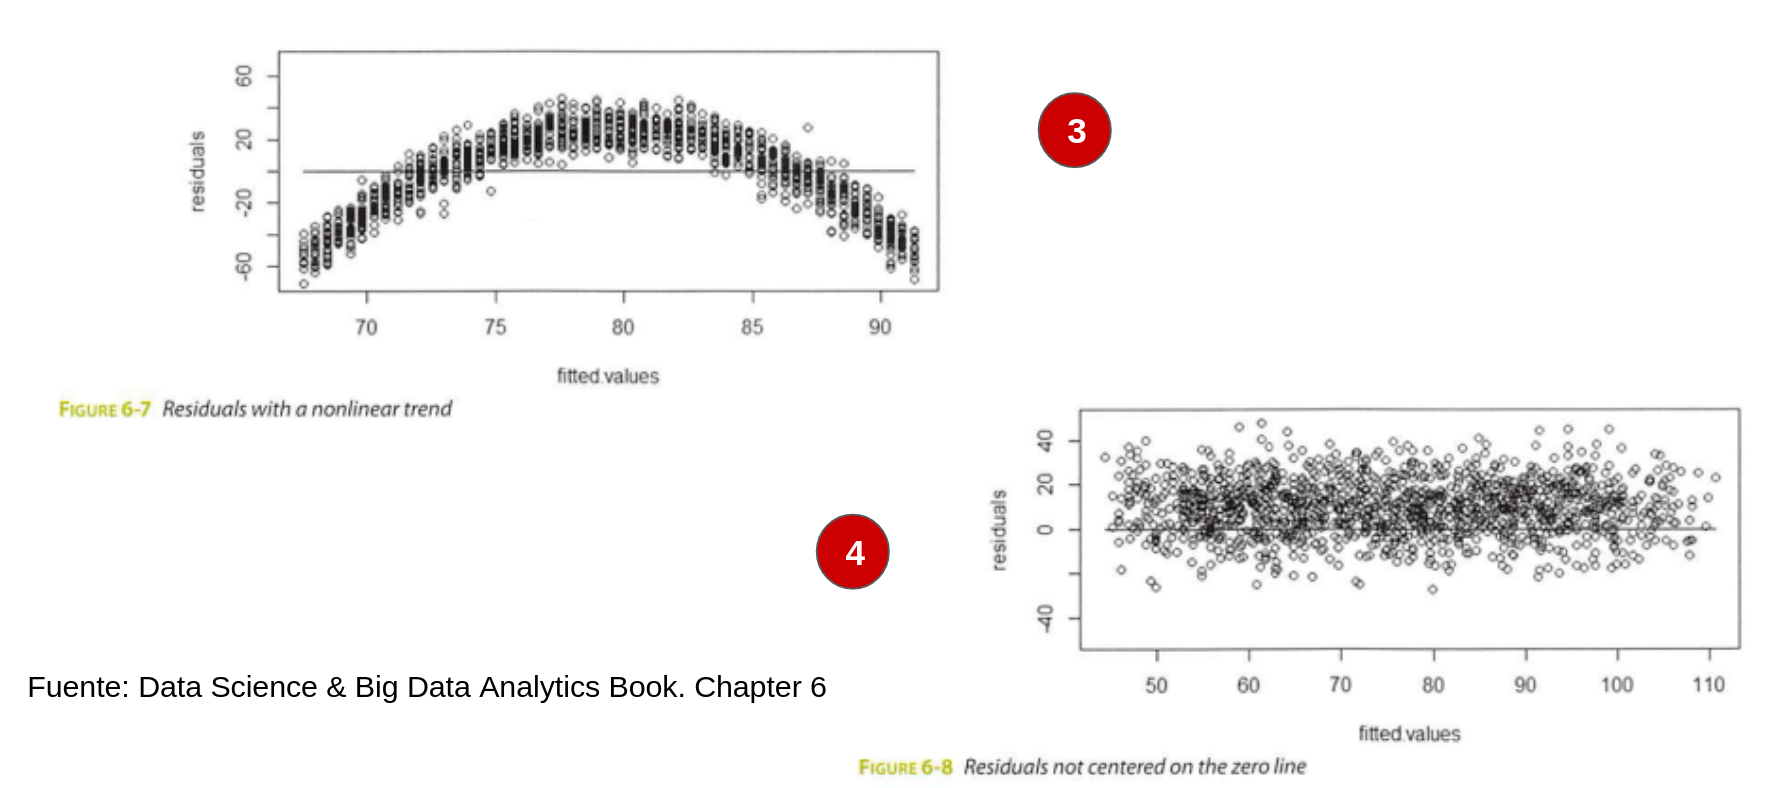 60
20
-20
-60
residuals
70 75 80 85 90
fitted.values
FIGURE 6-7 Residuals with a nonlinear trend
3
40
20
0
-40
residuals
50 60 70 80 90 100 110
fitted.values
FIGURE 6-8 Residuals not centered on the zero line
4
Fuente: Data Science & Big Data Analytics Book. Chapter 6